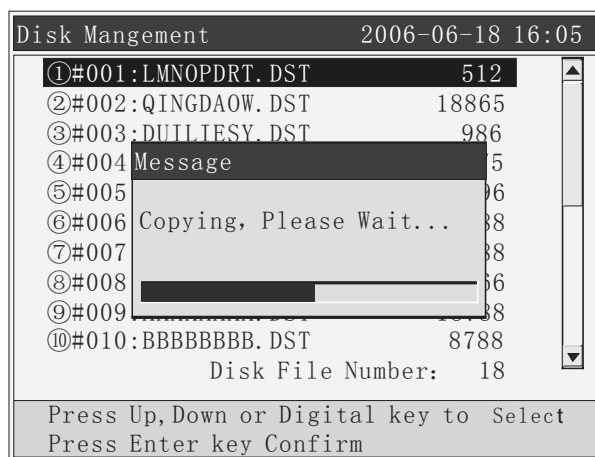 Disk Mangement 2006-06-18 16:05
①#001:LMNOPDRT.DST 512
②#002:QINGDAOW.DST 18865
③#003:DUILIESY.DST 986
④#004
Message
⑤#005
⑥#006
Copying, Please Wait...
⑦#007
⑧#008
⑨#009
⑩#010:BBBBBBBB.DST 8788
Disk File Number: 18
Press Up,Down or Digital key to Select
Press Enter key Confirm